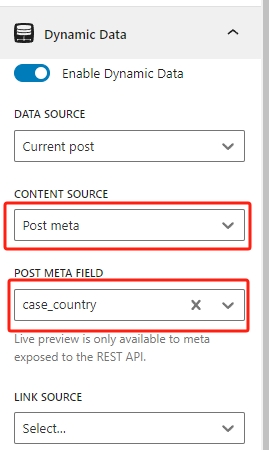 Dynamic Data
Enable Dynamic Data
DATA SOURCE
Current post
CONTENT SOURCE
Post meta
POST META FIELD
case_country
Live preview is only available to meta
exposed to the REST API.
LINK SOURCE
Select...